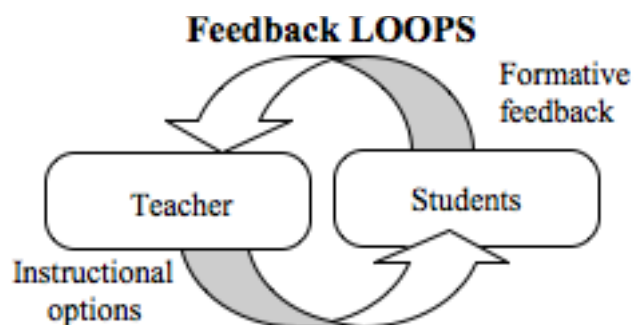 Feedback LOOPS
Formative
feedback
Teacher
Students
Instructional
options